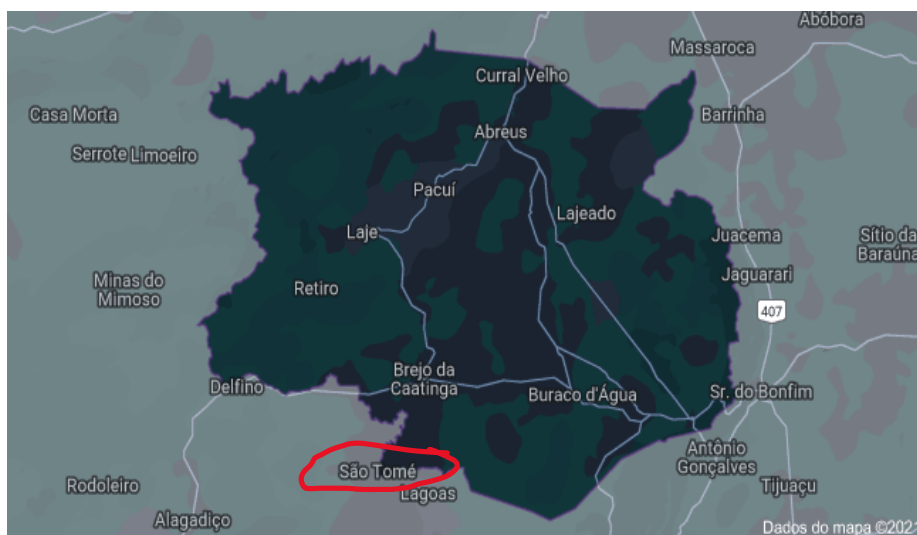 Abóbora
Massaroca
Curral Velho
Casa Morta
Barrinha
Abreus
Serrote Limoeiro
Pacuí
Lajeado
Laje
Juacema
Sítio da
Baraúna
Jaguarari
Minas do
Mimoso
Retiro
407
Brejo da
Caatinga
Delfino
Buraco d'Água
Sr. do Bonfim
Antônio
Gonçalves
São Tomé
Rodoleiro
Lagoas
Tijuaçu
Alagadiço
Dados do mapa ©202